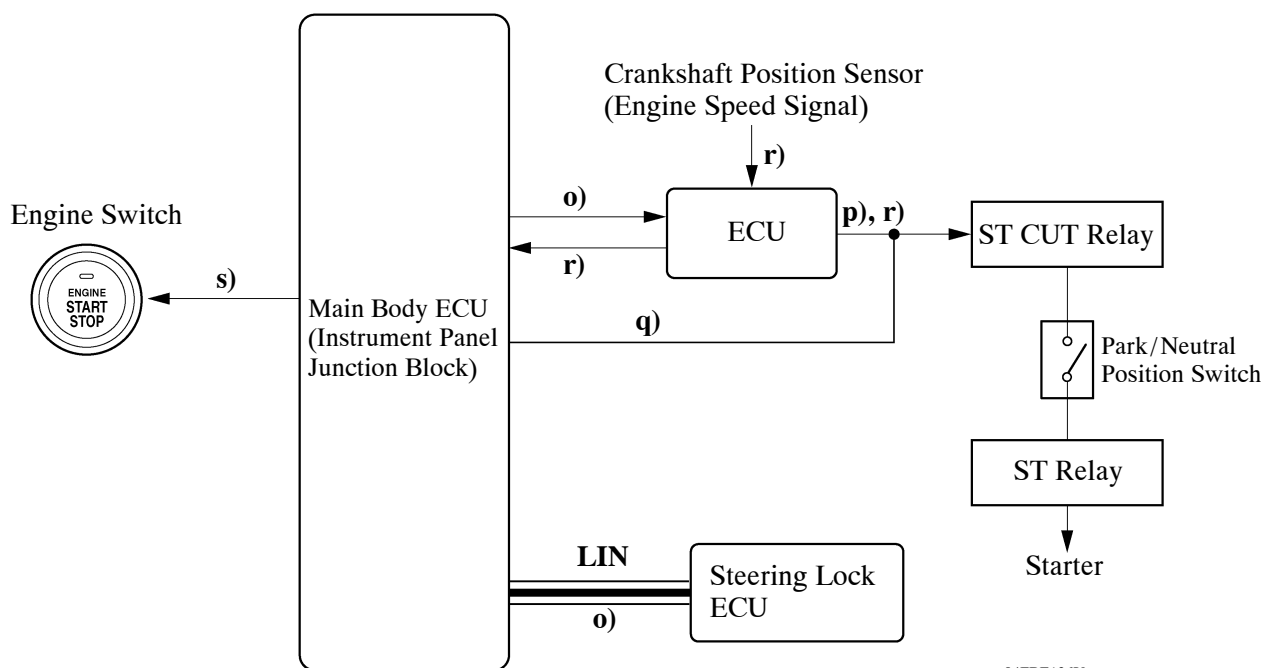 Crankshaft Position Sensor
(Engine Speed Signal)
r)
Engine Switch
ENGINE
START
STOP
s)
Main Body ECU
(Instrument Panel
Junction Block)
o)
r)
q)
ECU
p), r)
ST CUT Relay
Park/Neutral
Position Switch
ST Relay
Starter
LIN
o)
Steering Lock
ECU